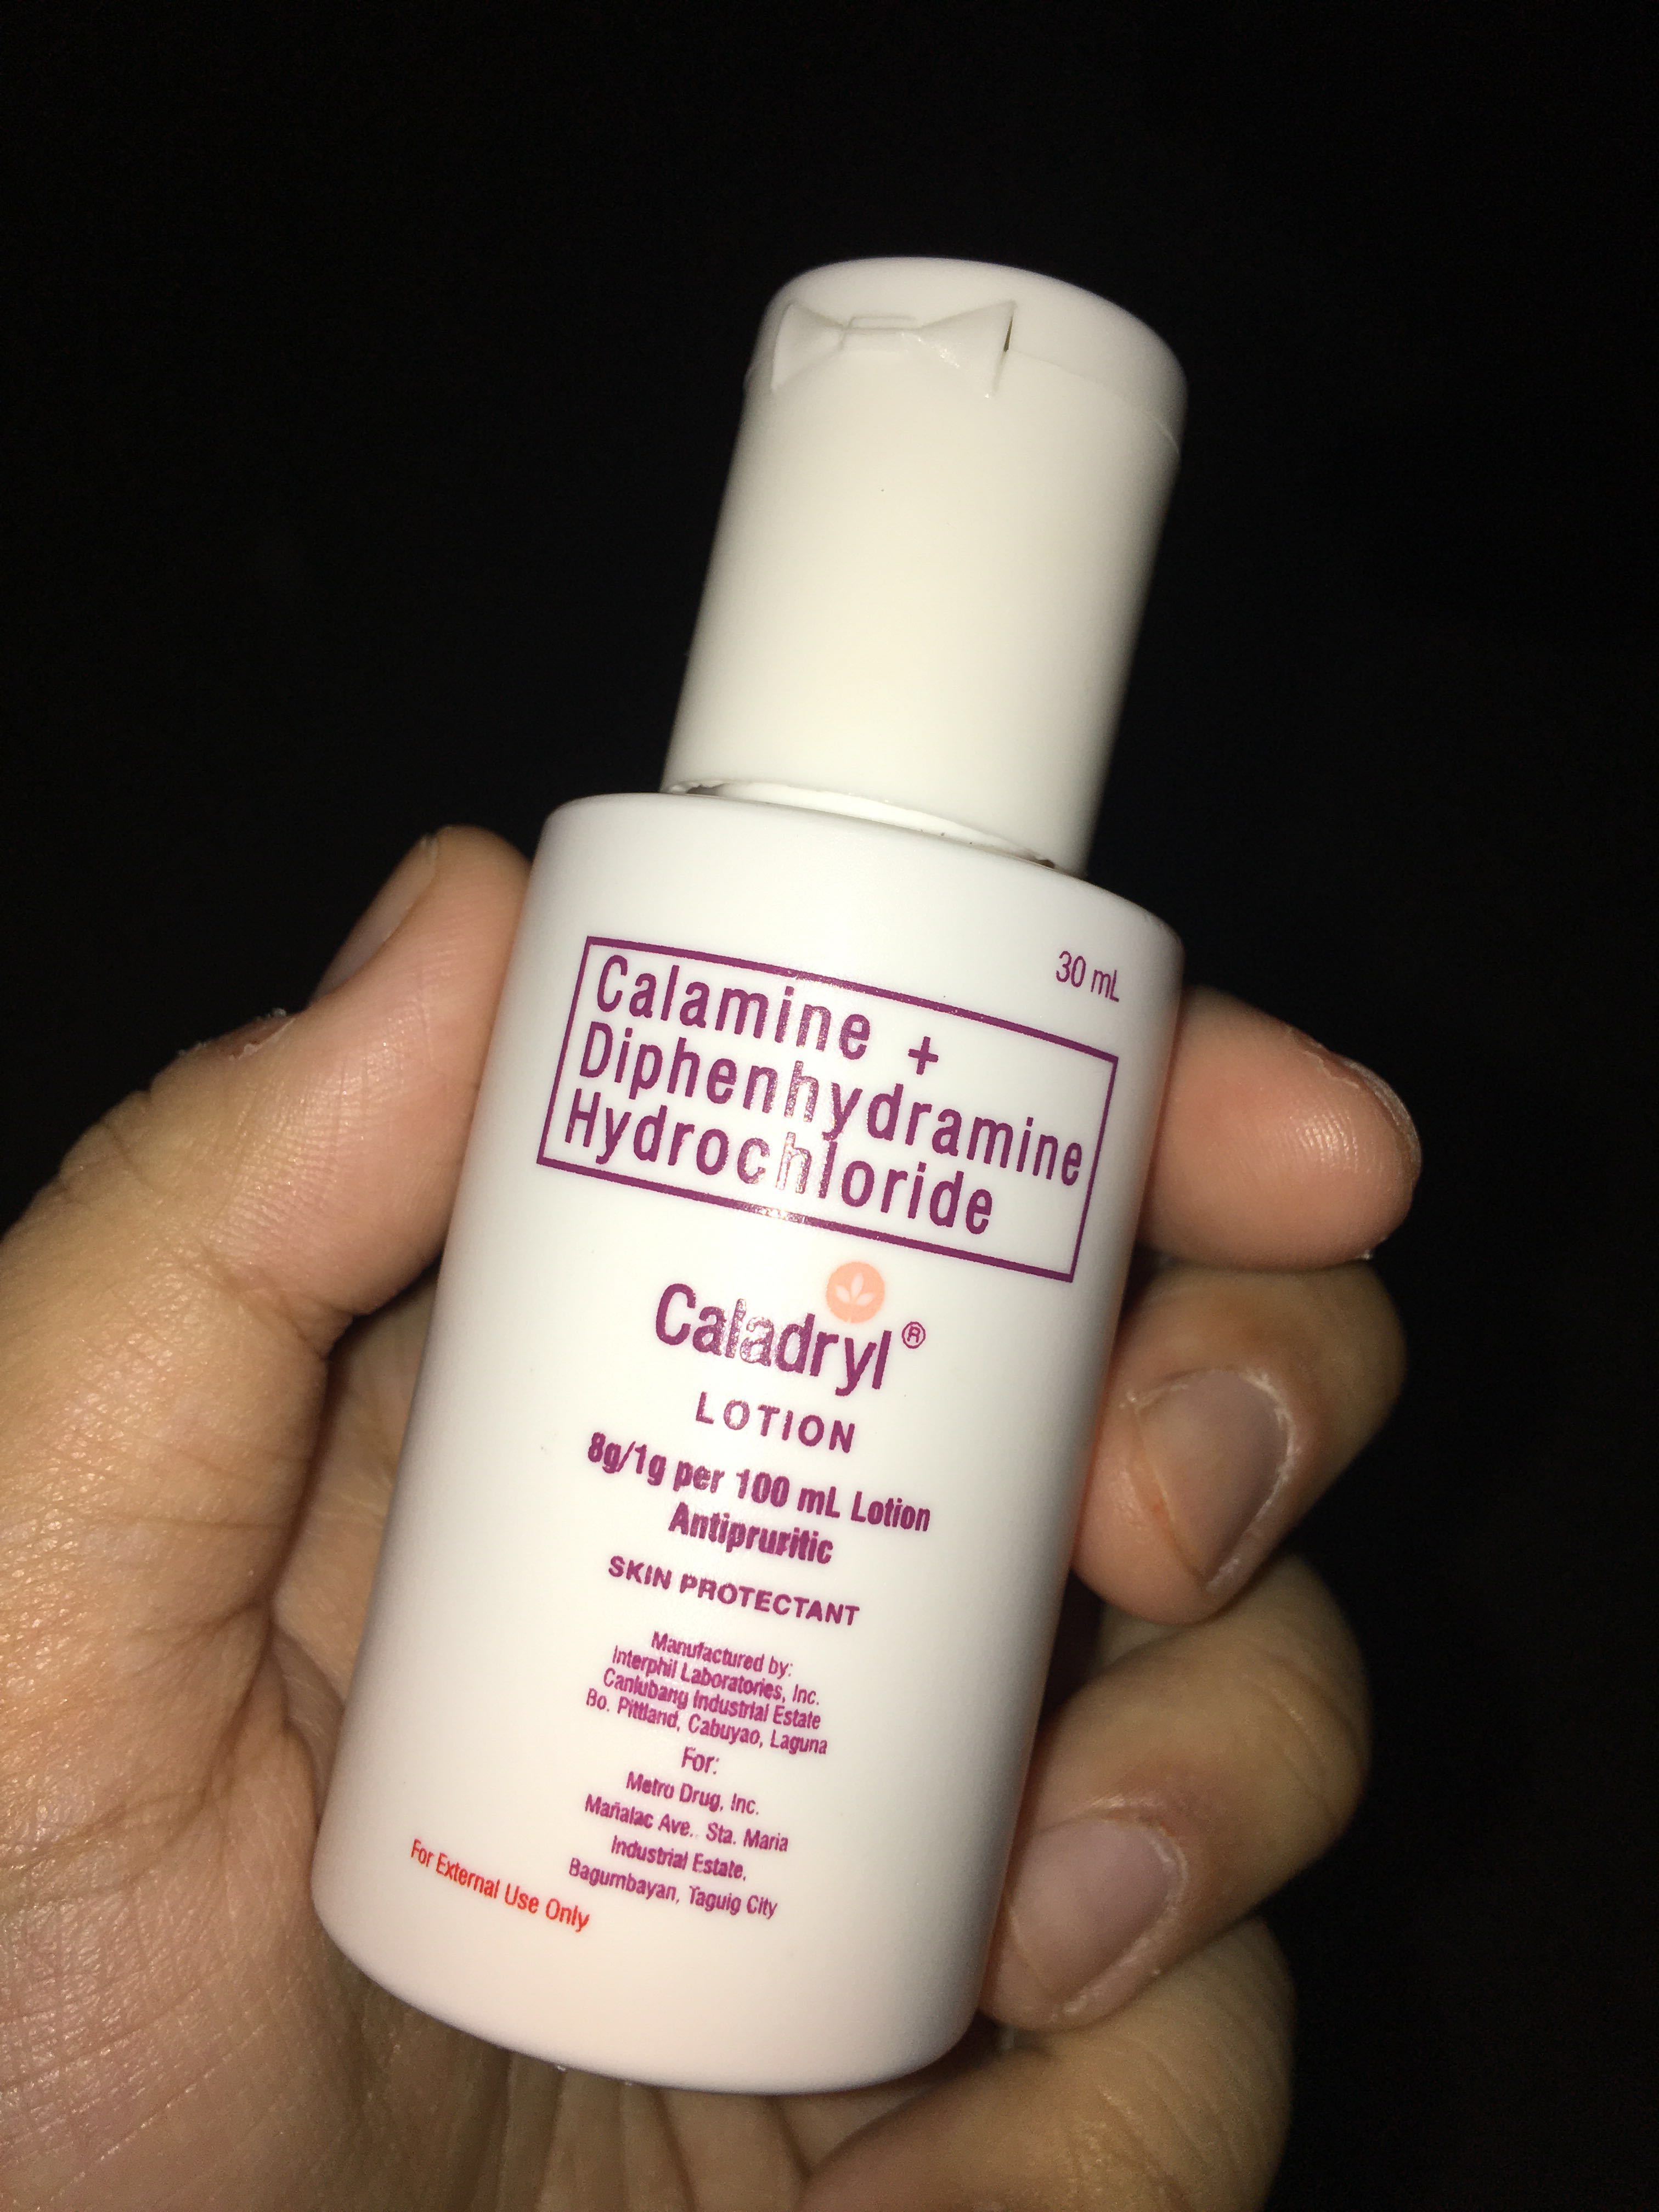 30 mL
Calamine +
Diphenhydramine
Hydrochloride
Caladryl®
LOTION
8g/1g per 100 mL Lotion
Antipruritic
SKIN PROTECTANT
Manufactured by:
Interphil Laboratories, Inc.
Canlubang Industrial Estate
Bo. Pittland, Cabuyao, Laguna
For:
Metro Drug, Inc.
Mañalac Ave., Sta. Maria
Industrial Estate,
Bagumbayan, Taguig City
For External Use Only